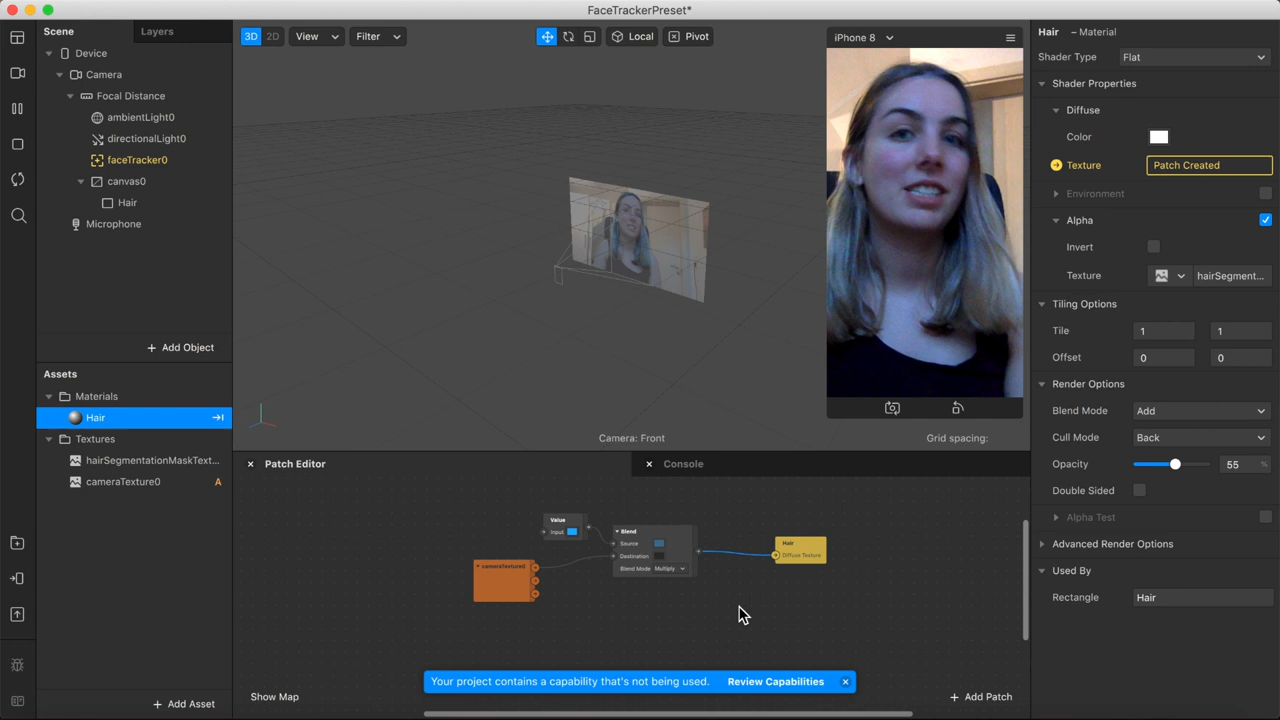 FaceTrackerPreset*
Scene
Layers
Device
Camera
Focal Distance
ambientLight0
directionalLight0
faceTracker0
canvas0
Hair
Microphone
+ Add Object
Assets
Materials
Hair
Textures
hairSegmentationMaskText...
cameraTexture0
A
+ Add Asset
3D
2D
View
Filter
Local
Pivot
iPhone 8
Camera: Front
Grid spacing:
Patch Editor
Console
Value
Input
Blend
Source
Destination
Blend Mode Multiply
cameraTexture0
Hair
Diffuse Texture
Your project contains a capability that's not being used. Review Capabilities
Show Map
+ Add Patch
Hair – Material
Shader Type Flat
Shader Properties
Diffuse
Color
Texture Patch Created
Environment
Alpha
Invert
Texture hairSegment...
Tiling Options
Tile 1 1
Offset 0 0
Render Options
Blend Mode Add
Cull Mode Back
Opacity 55 %
Double Sided
Alpha Test
Advanced Render Options
Used By
Rectangle Hair